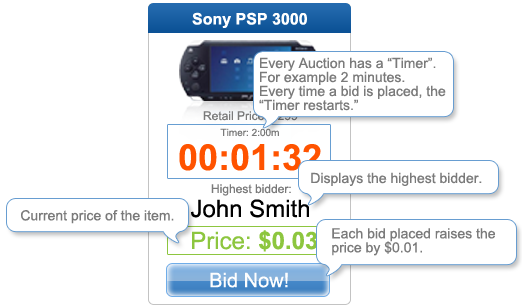 Sony PSP 3000
Every Auction has a “Timer”.
For example 2 minutes.
Every time a bid is placed, the
“Timer restarts.”
Retail Price
Timer: 2:00m
00:01:32
Highest bidder:
Displays the highest bidder.
John Smith
Current price of the item.
Price: $0.03
Each bid placed raises the
price by $0.01.
Bid Now!